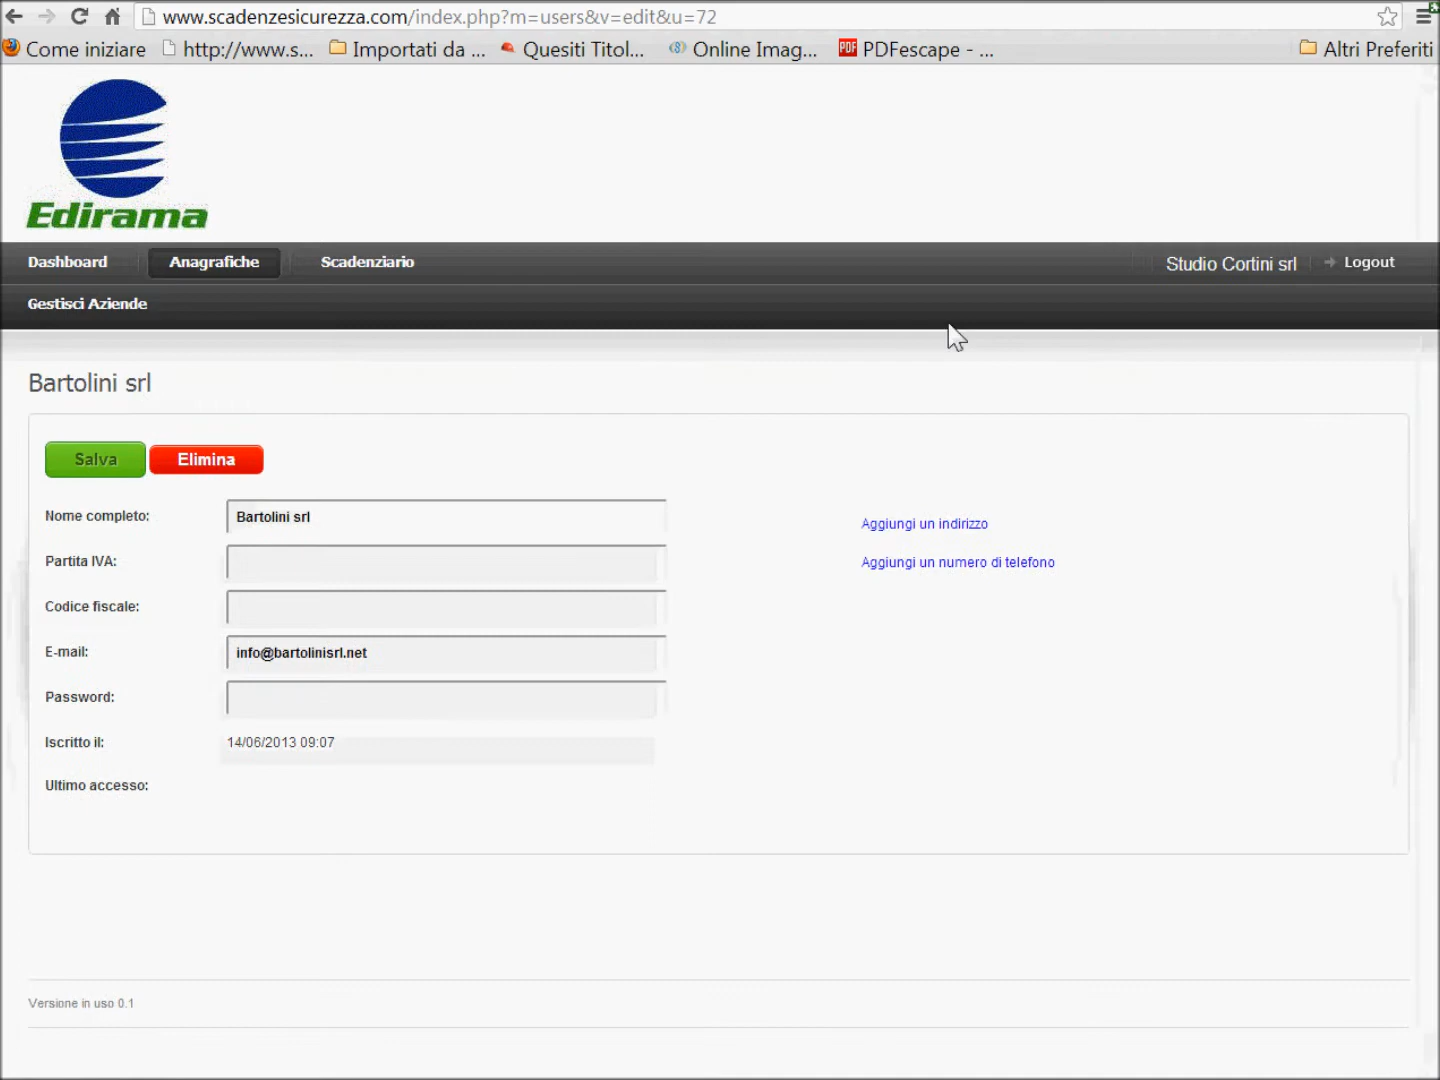 www.scadenzesicurezza.com/index.php?m=users&v=edit&u=72
Come iniziare http://www.s... Importati da ... Quesiti Titol... Online Imag... PDF PDFescape - ... Altri Preferiti
Edirama
Dashboard Anagrafiche Scadenziario Studio Cortini srl Logout
Gestisci Aziende
Bartolini srl
Salva Elimina
Nome completo: Bartolini srl Aggiungi un indirizzo
Partita IVA: Aggiungi un numero di telefono
Codice fiscale:
E-mail: info@bartolinisrl.net
Password:
Iscritto il: 14/06/2013 09:07
Ultimo accesso:
Versione in uso 0.1